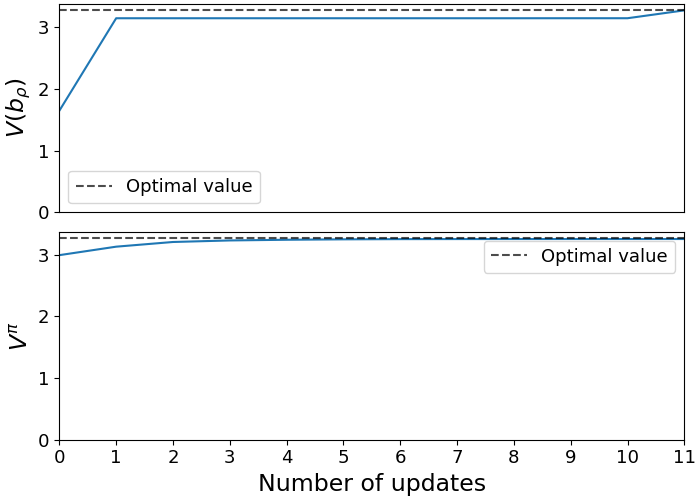 3
2
1
0
V(b_ρ)
Optimal value
3
2
1
0
V^π
Optimal value
0 1 2 3 4 5 6 7 8 9 10 11
Number of updates